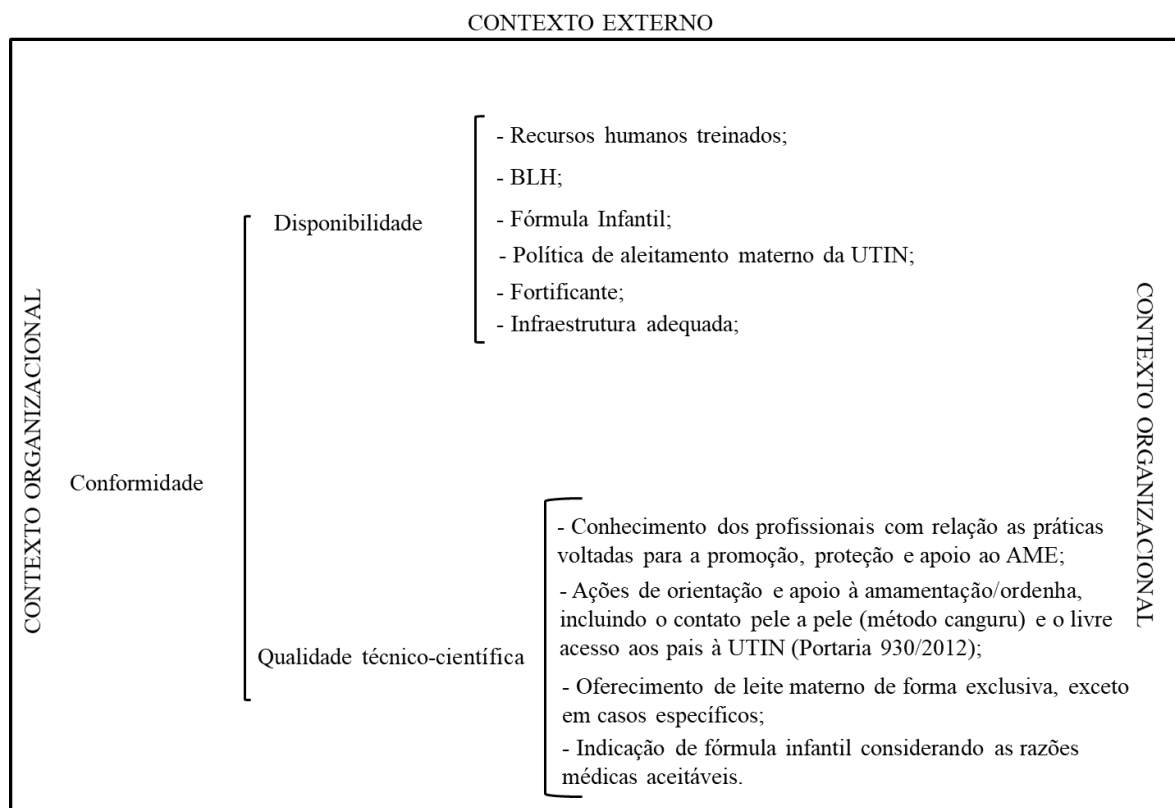 CONTEXTO EXTERNO
CONTEXTO ORGANIZACIONAL
Conformidade
Disponibilidade
- Recursos humanos treinados;
- BLH;
- Fórmula Infantil;
- Política de aleitamento materno da UTIN;
- Fortificante;
- Infraestrutura adequada;
Qualidade técnico-científica
- Conhecimento dos profissionais com relação as práticas
voltadas para a promoção, proteção e apoio ao AME;
- Ações de orientação e apoio à amamentação/ordenha,
incluindo o contato pele a pele (método canguru) e o livre
acesso aos pais à UTIN (Portaria 930/2012);
- Oferecimento de leite materno de forma exclusiva, exceto
em casos específicos;
- Indicação de fórmula infantil considerando as razões
médicas aceitáveis.
CONTEXTO ORGANIZACIONAL